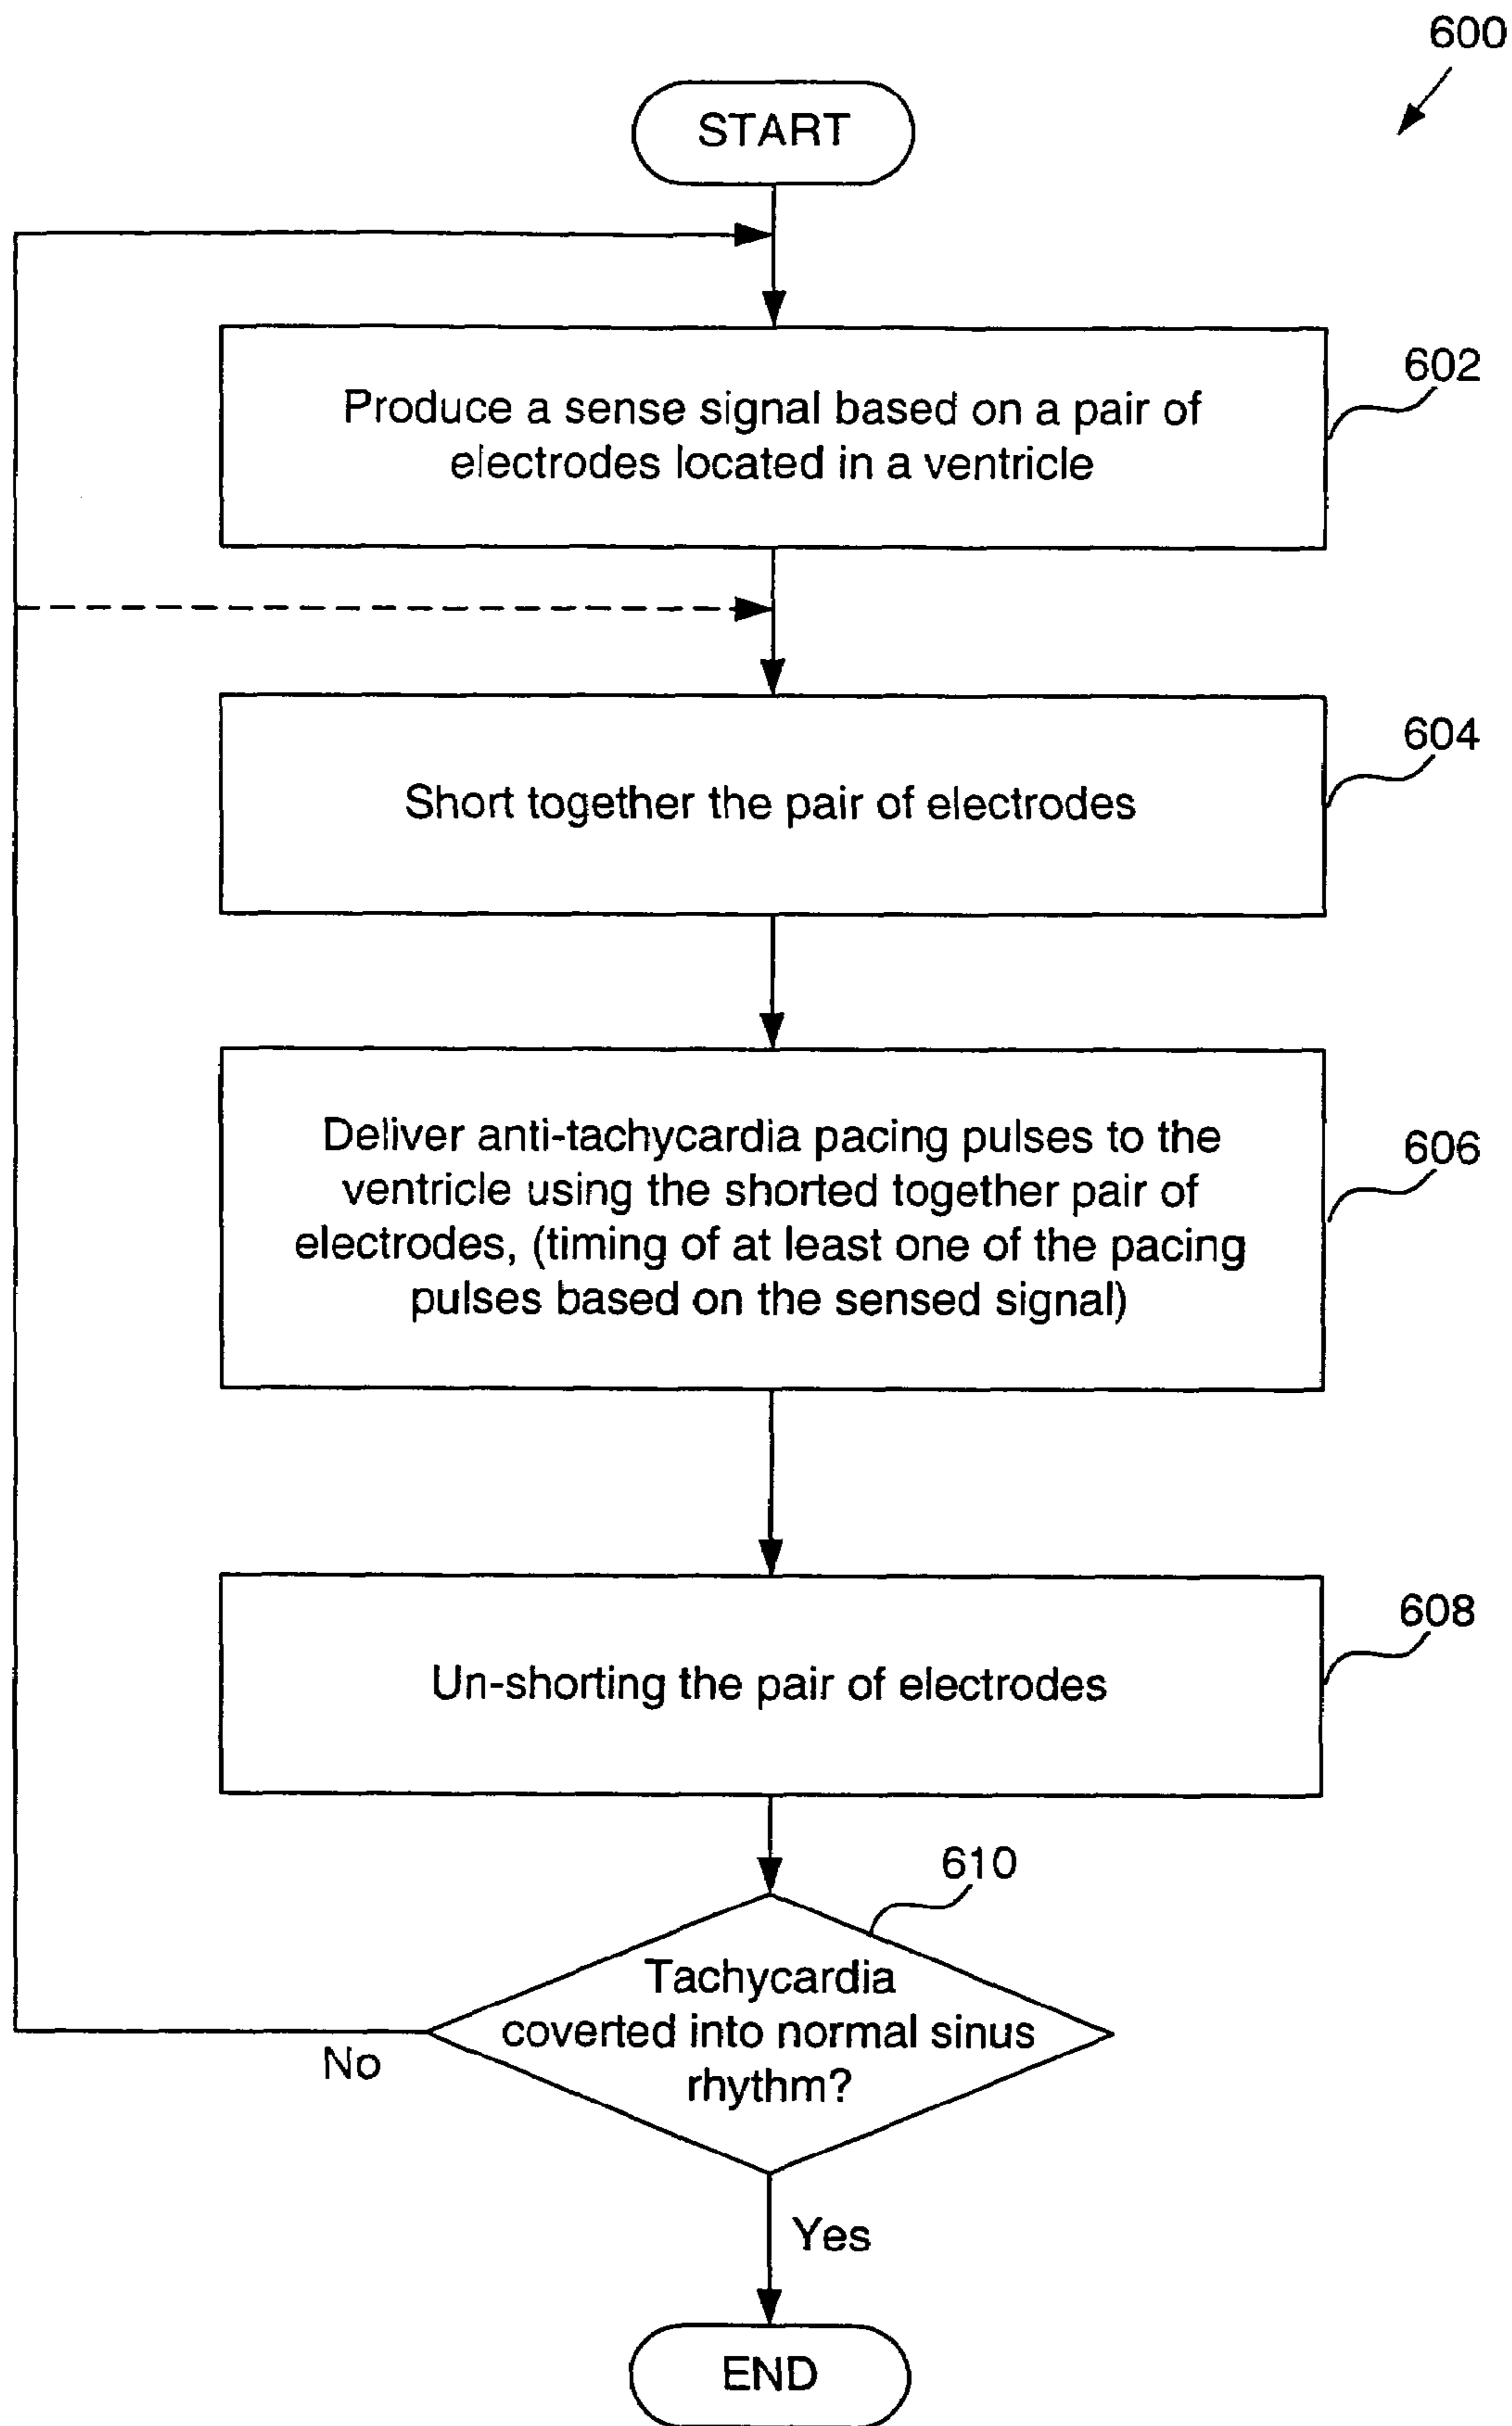 600
START
602
Produce a sense signal based on a pair of
electrodes located in a ventricle
604
Short together the pair of electrodes
606
Deliver anti-tachycardia pacing pulses to the
ventricle using the shorted together pair of
electrodes, (timing of at least one of the pacing
pulses based on the sensed signal)
608
Un-shorting the pair of electrodes
610
Tachycardia
coverted into normal sinus
rhythm?
No
Yes
END